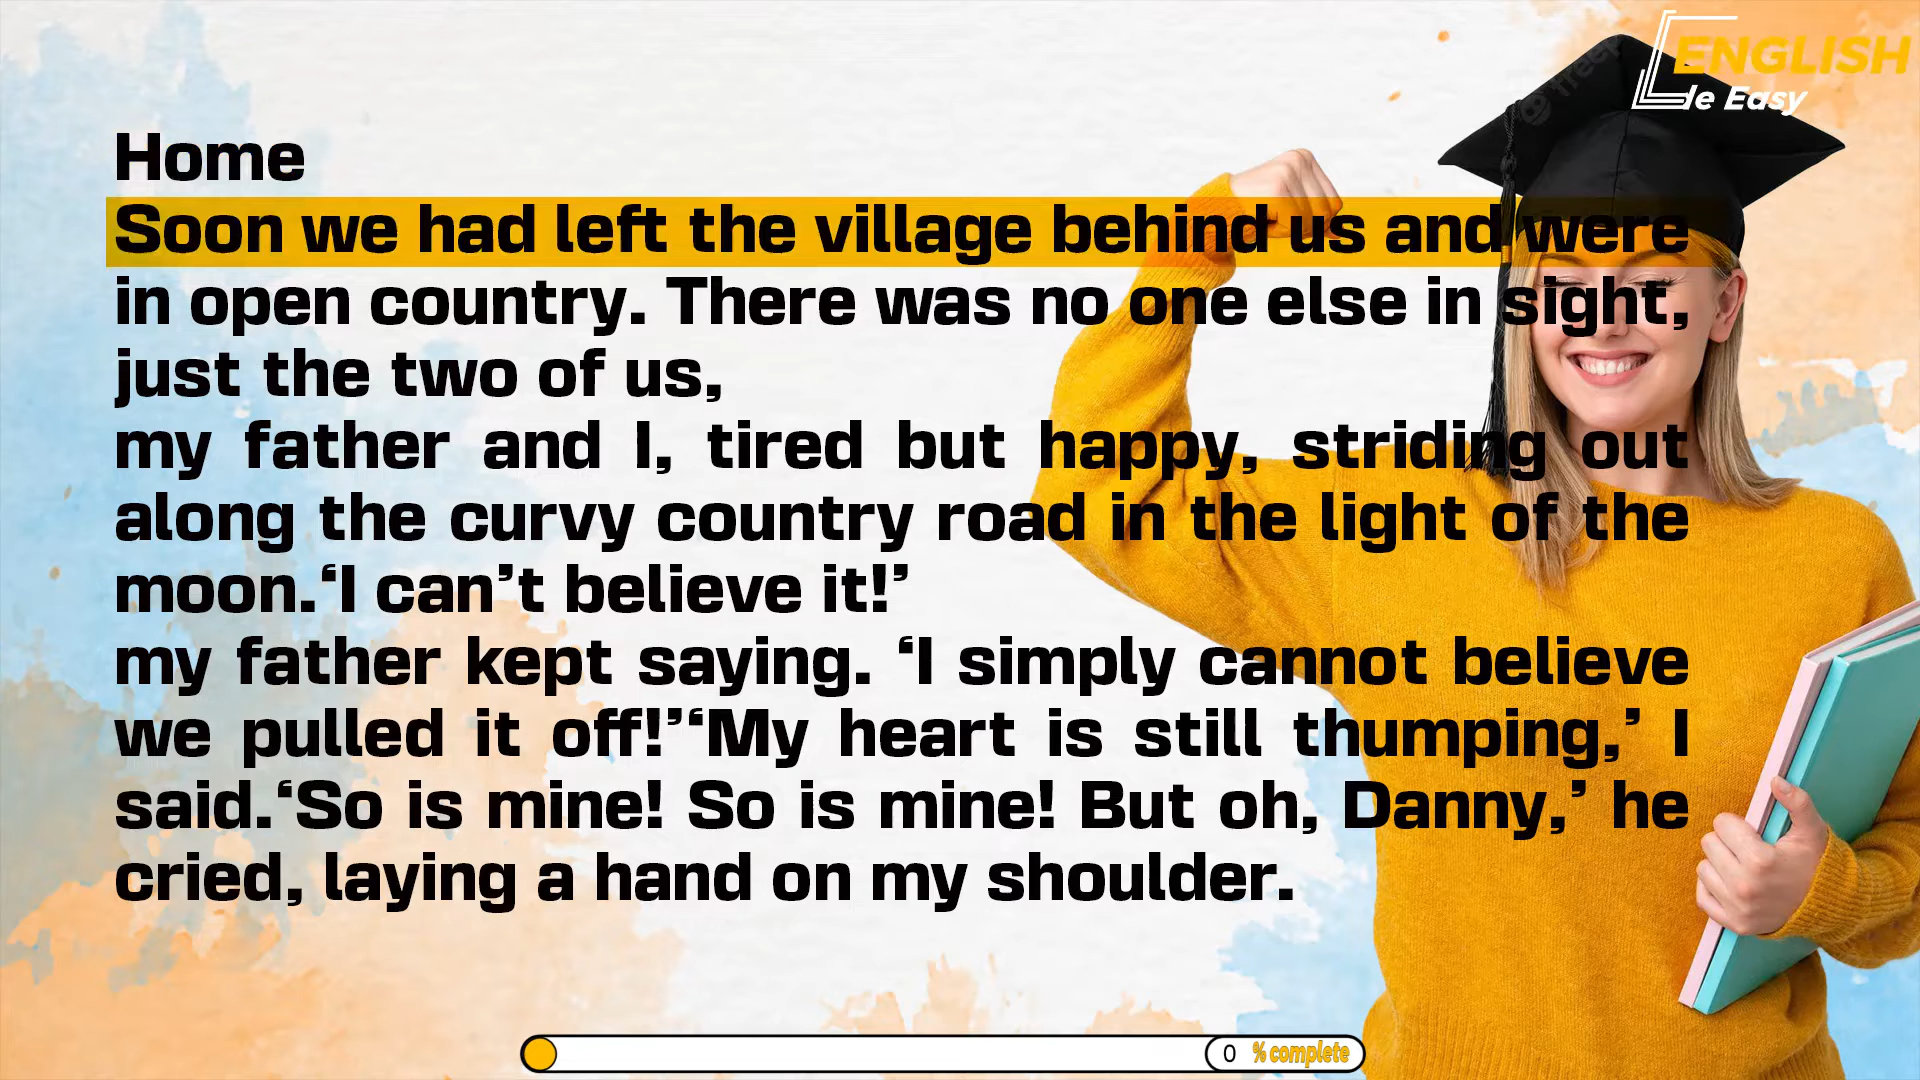 ENGLISH
Home
Soon we had left the village behind us and were
in open country. There was no one else in sight,
just the two of us,
my father and I, tired but happy, striding out
along the curvy country road in the light of the
moon.‘I can’t believe it!’
my father kept saying. ‘I simply cannot believe
we pulled it off!’‘My heart is still thumping,’ I
said.‘So is mine! So is mine! But oh, Danny,’ he
cried, laying a hand on my shoulder.
0 % complete